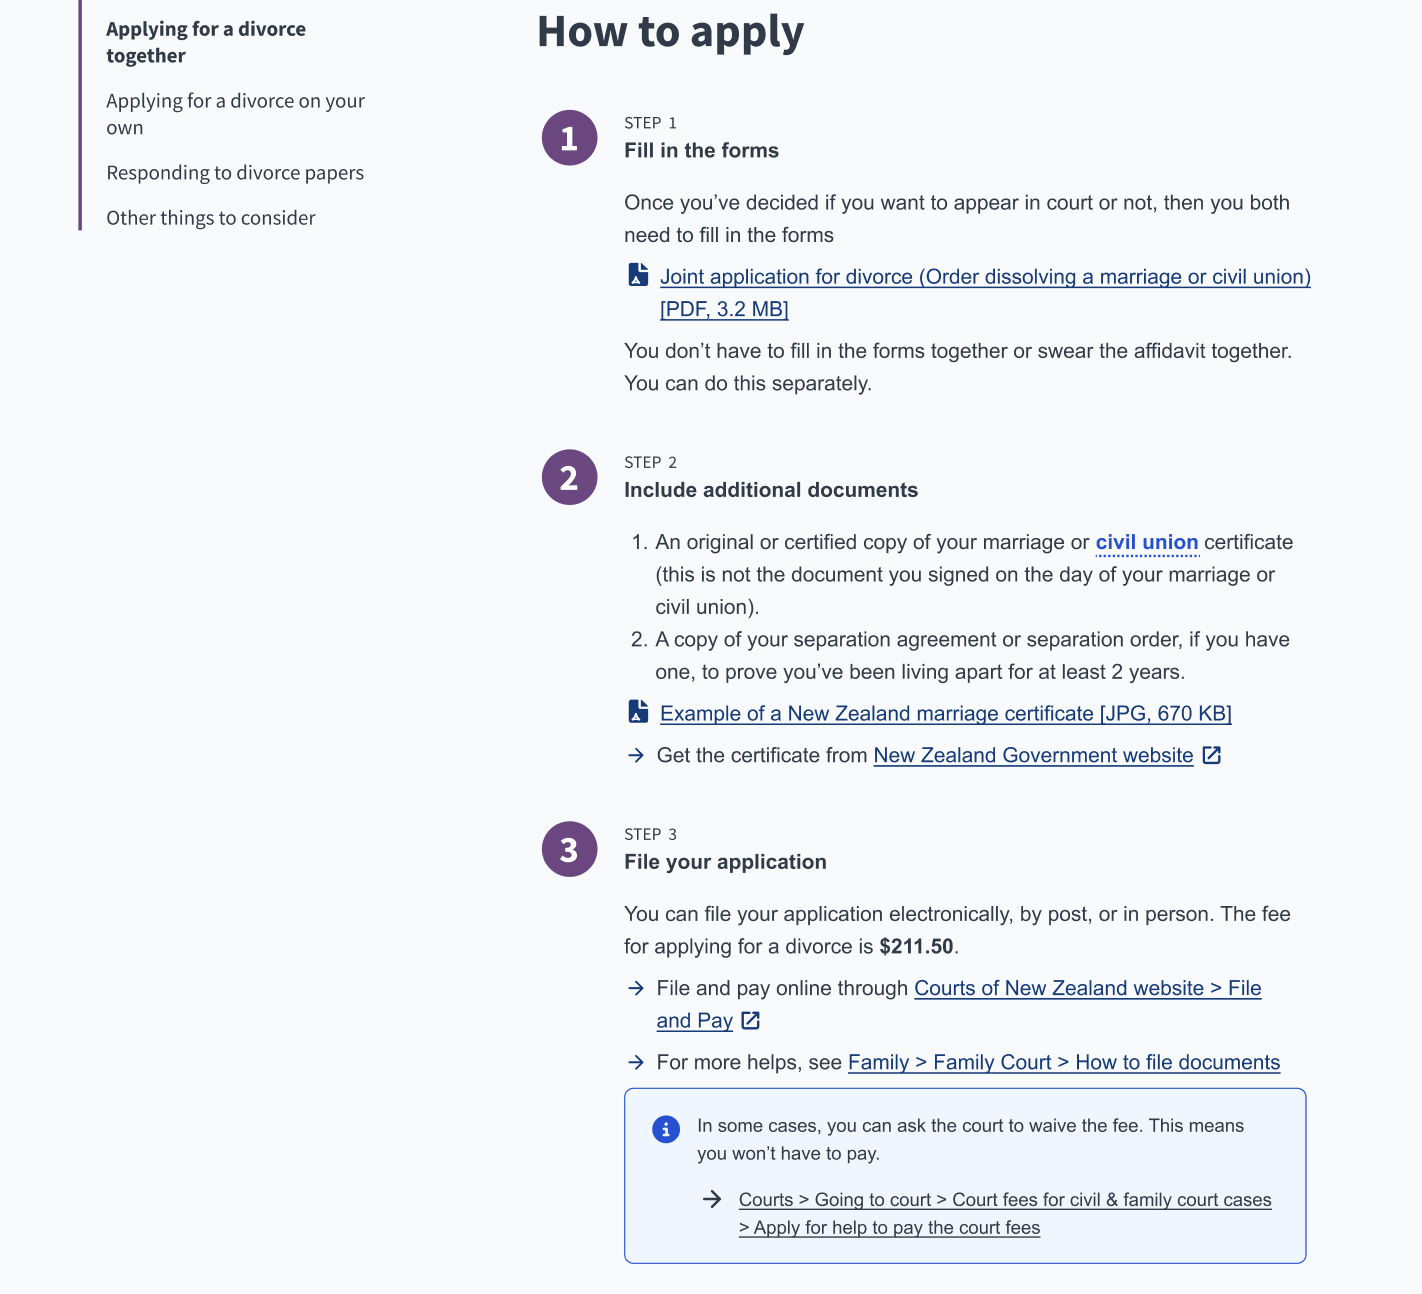 Applying for a divorce
together
Applying for a divorce on your
own
Responding to divorce papers
Other things to consider
How to apply
1
STEP 1
Fill in the forms
Once you’ve decided if you want to appear in court or not, then you both
need to fill in the forms
Joint application for divorce (Order dissolving a marriage or civil union)
[PDF, 3.2 MB]
You don’t have to fill in the forms together or swear the affidavit together.
You can do this separately.
2
STEP 2
Include additional documents
1. An original or certified copy of your marriage or civil union certificate
(this is not the document you signed on the day of your marriage or
civil union).
2. A copy of your separation agreement or separation order, if you have
one, to prove you’ve been living apart for at least 2 years.
Example of a New Zealand marriage certificate [JPG, 670 KB]
→ Get the certificate from New Zealand Government website
3
STEP 3
File your application
You can file your application electronically, by post, or in person. The fee
for applying for a divorce is $211.50.
→ File and pay online through Courts of New Zealand website > File
and Pay
→ For more helps, see Family > Family Court > How to file documents
In some cases, you can ask the court to waive the fee. This means
you won’t have to pay.
→ Courts > Going to court > Court fees for civil & family court cases
> Apply for help to pay the court fees